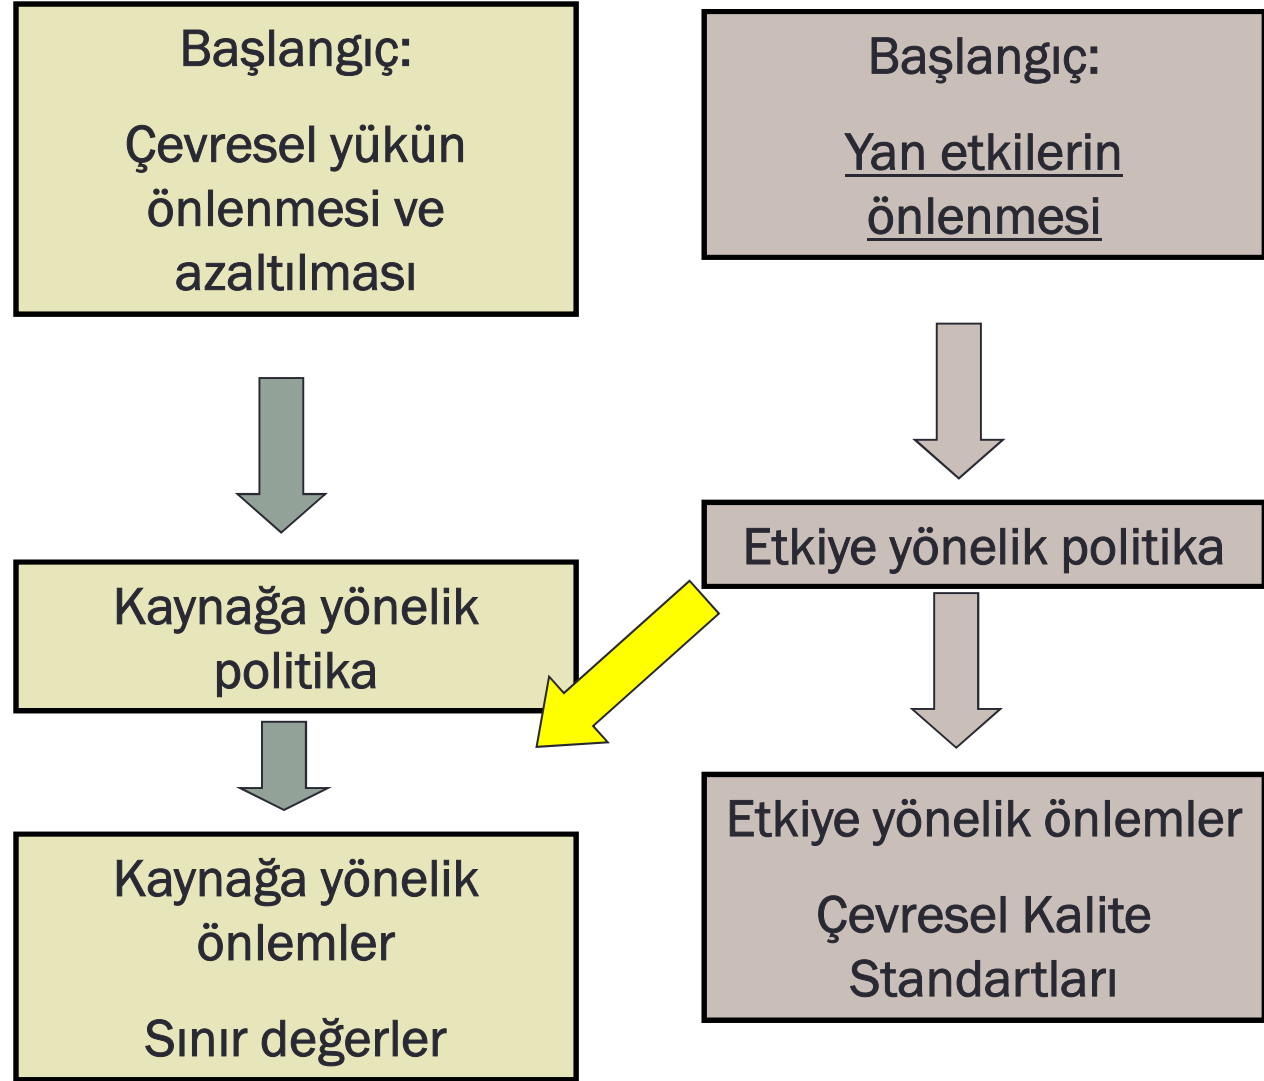 Başlangıç:
Çevresel yükün
önlenmesi ve
azaltılması
Kaynağa yönelik
politika
Kaynağa yönelik
önlemler
Sınır değerler
Başlangıç:
Yan etkilerin
önlenmesi
Etkiye yönelik politika
Etkiye yönelik önlemler
Çevresel Kalite
Standartları